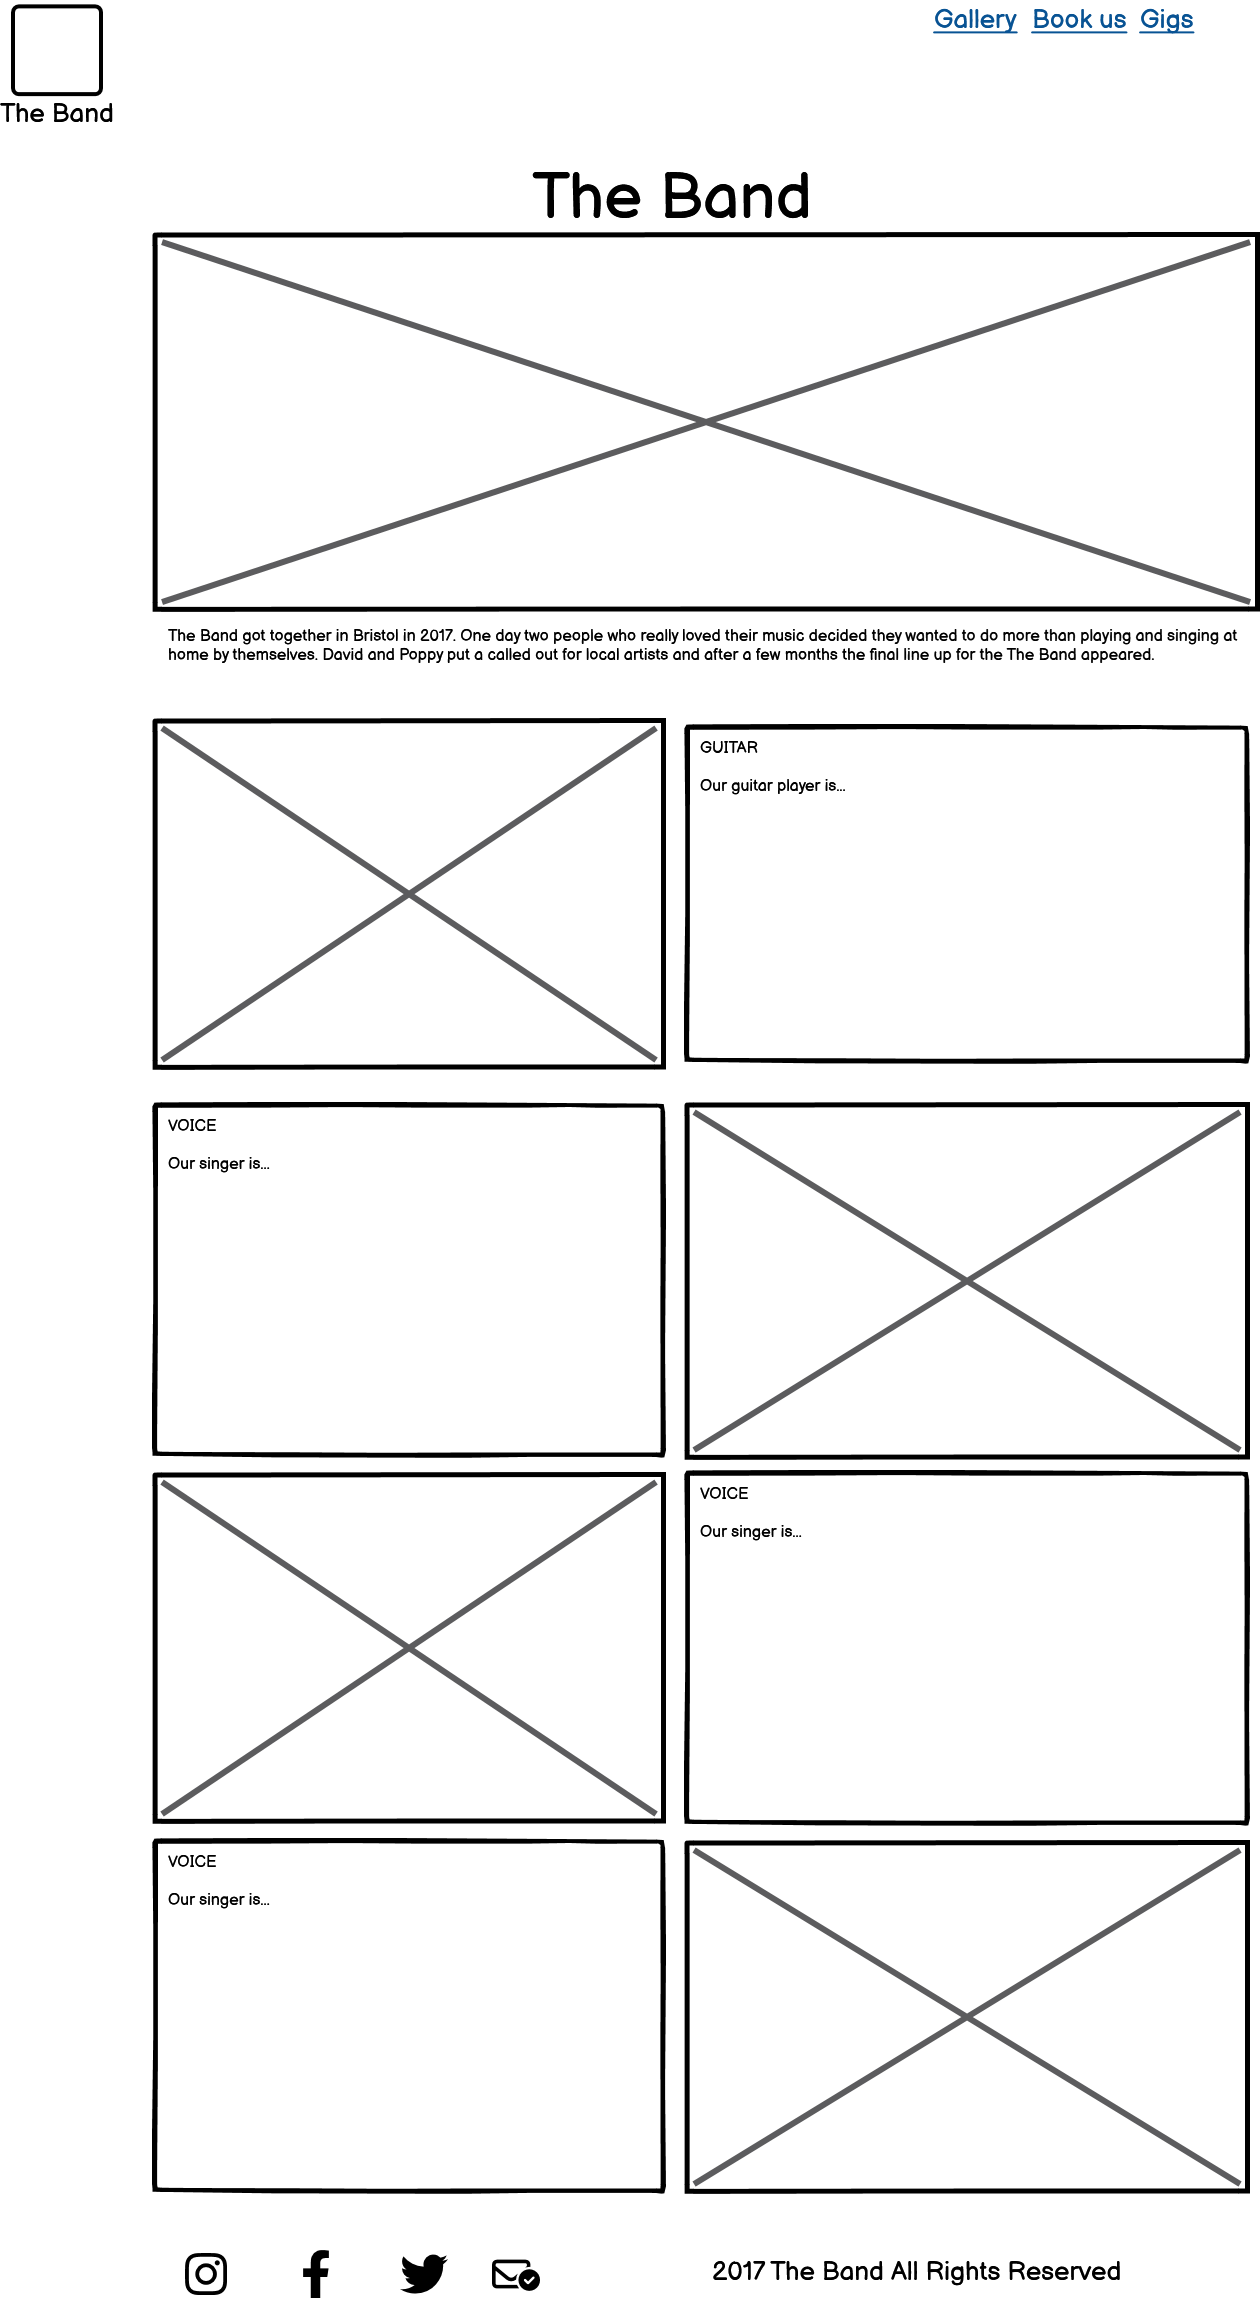 Gallery Book us Gigs
The Band
The Band
The Band got together in Bristol in 2017. One day two people who really loved their music decided they wanted to do more than playing and singing at
home by themselves. David and Poppy put a called out for local artists and after a few months the final line up for the The Band appeared.
GUITAR
Our guitar player is...
VOICE
Our singer is...
VOICE
Our singer is...
VOICE
Our singer is...
2017 The Band All Rights Reserved